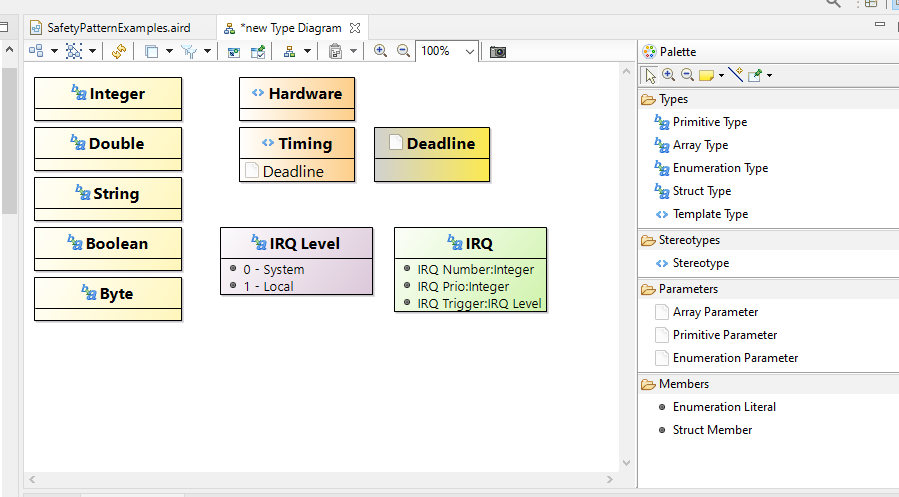 SafetyPatternExamples.aird
*new Type Diagram
100%
Integer
Double
String
Boolean
Byte
Hardware
Timing
Deadline
Deadline
IRQ Level
0 - System
1 - Local
IRQ
IRQ Number:Integer
IRQ Prio:Integer
IRQ Trigger:IRQ Level
Palette
Types
Primitive Type
Array Type
Enumeration Type
Struct Type
Template Type
Stereotypes
Stereotype
Parameters
Array Parameter
Primitive Parameter
Enumeration Parameter
Members
Enumeration Literal
Struct Member